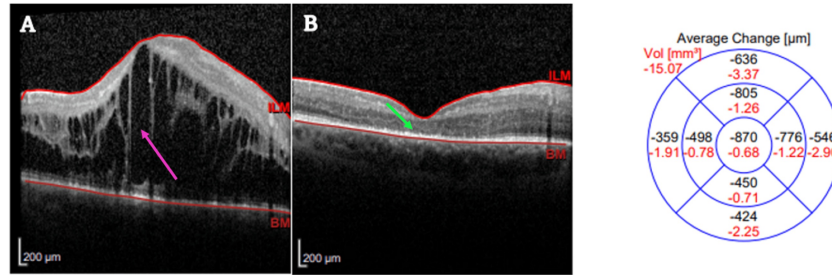 A
ILM
BM
200 µm
B
ILM
BM
200 µm
Average Change [µm]
Vol [mm³]
-15.07
-636
-3.37
-805
-1.26
-359 -498 -870 -776 -546
-1.91 -0.78 -0.68 -1.22
-450
-0.71
-424
-2.25